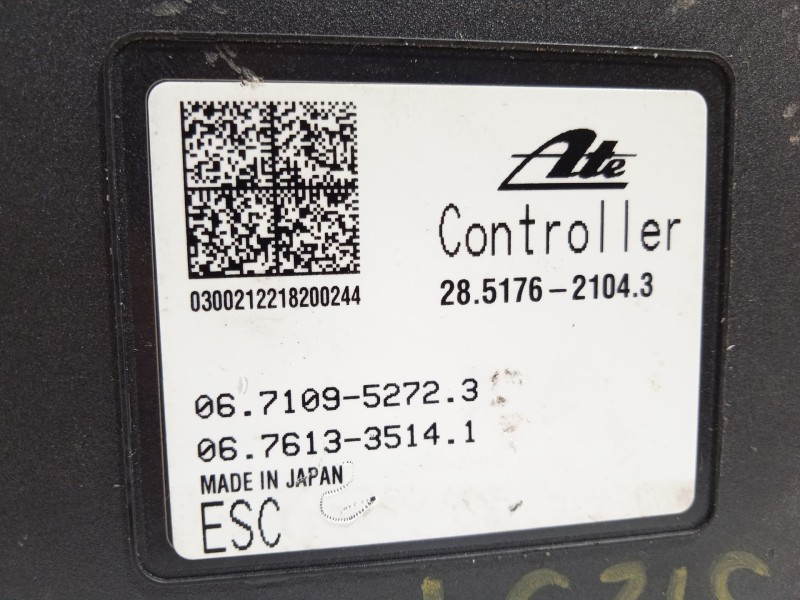 Ate
Controller
0300212218200244
28.5176-2104.3
06.7109-5272.3
06.7613-3514.1
MADE IN JAPAN
ESC